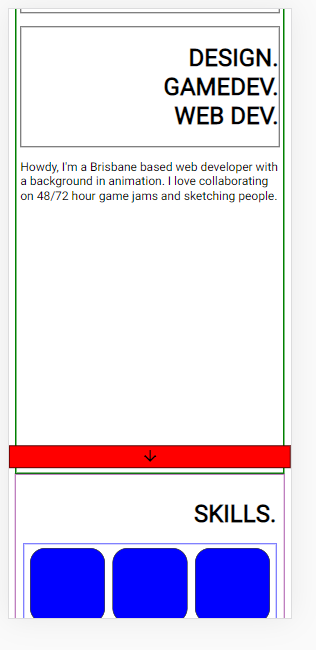 DESIGN.
GAMEDEV.
WEB DEV.
Howdy, I'm a Brisbane based web developer with
a background in animation. I love collaborating
on 48/72 hour game jams and sketching people.
↓
SKILLS.